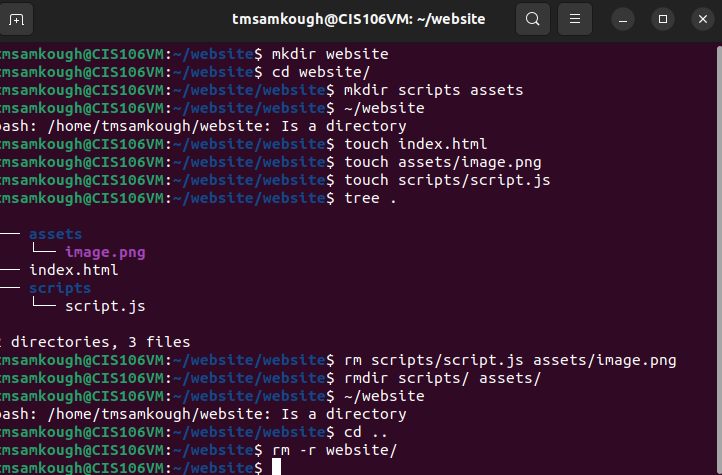 tmsamkough@CIS106VM: ~/website
tmsamkough@CIS106VM:~/website$ mkdir website
tmsamkough@CIS106VM:~/website$ cd website/
tmsamkough@CIS106VM:~/website/website$ mkdir scripts assets
tmsamkough@CIS106VM:~/website/website$ ~/website
bash: /home/tmsamkough/website: Is a directory
tmsamkough@CIS106VM:~/website/website$ touch index.html
tmsamkough@CIS106VM:~/website/website$ touch assets/image.png
tmsamkough@CIS106VM:~/website/website$ touch scripts/script.js
tmsamkough@CIS106VM:~/website/website$ tree .
├── assets
│   └── image.png
├── index.html
└── scripts
    └── script.js
2 directories, 3 files
tmsamkough@CIS106VM:~/website/website$ rm scripts/script.js assets/image.png
tmsamkough@CIS106VM:~/website/website$ rmdir scripts/ assets/
tmsamkough@CIS106VM:~/website/website$ ~/website
bash: /home/tmsamkough/website: Is a directory
tmsamkough@CIS106VM:~/website/website$ cd ..
tmsamkough@CIS106VM:~/website$ rm -r website/
tmsamkough@CIS106VM:~/website$